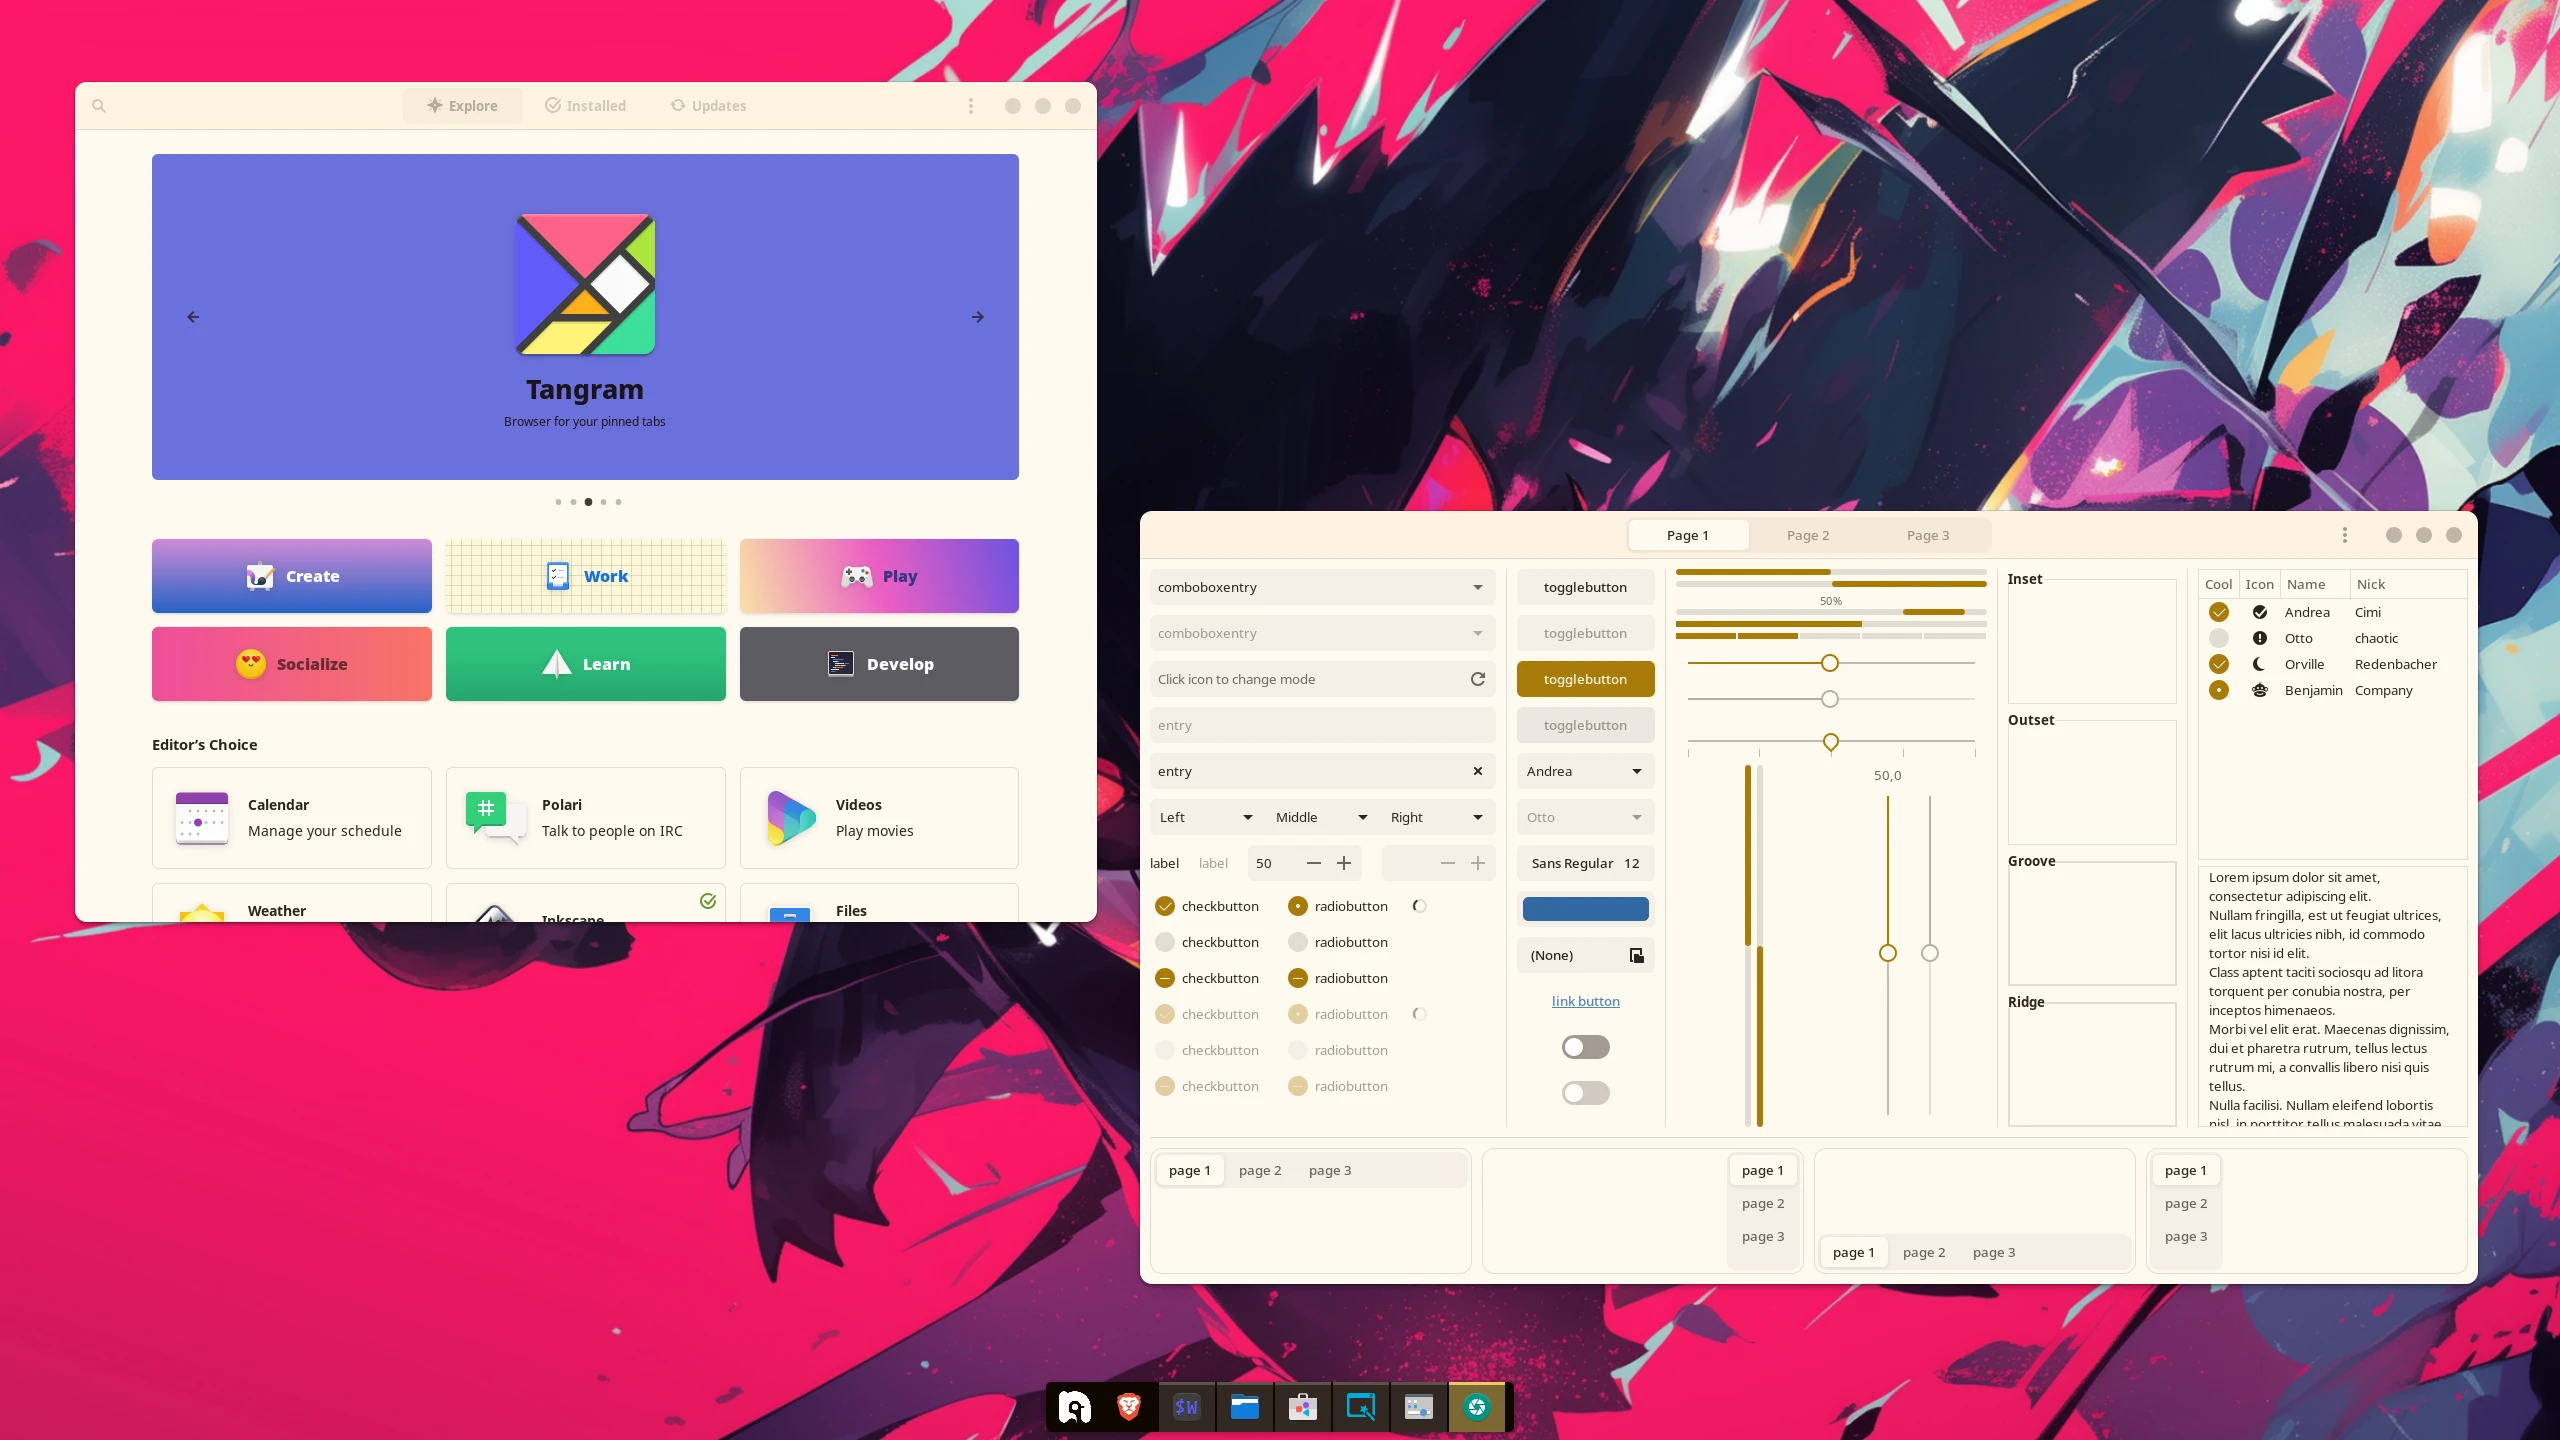 Explore
Installed
Updates
Tangram
Browser for your pinned tabs
Create
Work
Play
Socialize
Learn
Develop
Editor’s Choice
Calendar
Manage your schedule
Polari
Talk to people on IRC
Videos
Play movies
Weather
Inkscape
Files
Page 1
Page 2
Page 3
comboboxentry
comboboxentry
Click icon to change mode
entry
entry
Left
Middle
Right
label
label
50
checkbutton
radiobutton
checkbutton
radiobutton
checkbutton
radiobutton
checkbutton
radiobutton
checkbutton
radiobutton
checkbutton
radiobutton
togglebutton
togglebutton
togglebutton
togglebutton
Andrea
Otto
Sans Regular 12
(None)
link button
50%
50,0
Inset
Outset
Groove
Ridge
Cool Icon Name Nick
Andrea Cimi
Otto chaotic
Orville Redenbacher
Benjamin Company
Lorem ipsum dolor sit amet,
consectetur adipiscing elit.
Nullam fringilla, est ut feugiat ultrices,
elit lacus ultricies nibh, id commodo
tortor nisi id elit.
Class aptent taciti sociosqu ad litora
torquent per conubia nostra, per
inceptos himenaeos.
Morbi vel elit erat. Maecenas dignissim,
dui et pharetra rutrum, tellus lectus
rutrum mi, a convallis libero nisi quis
tellus.
Nulla facilisi. Nullam eleifend lobortis
nisl, in porttitor tellus malesuada vitae.
page 1
page 2
page 3
page 1
page 2
page 3
page 1
page 2
page 3
page 1
page 2
page 3
$W